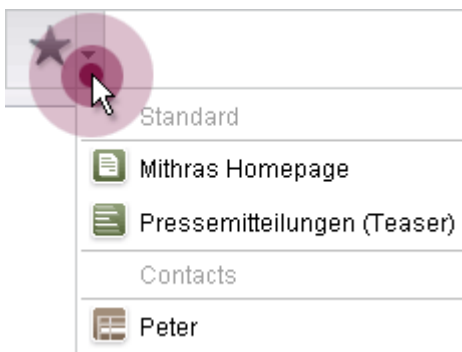 Standard
Mithras Homepage
Pressemitteilungen (Teaser)
Contacts
Peter